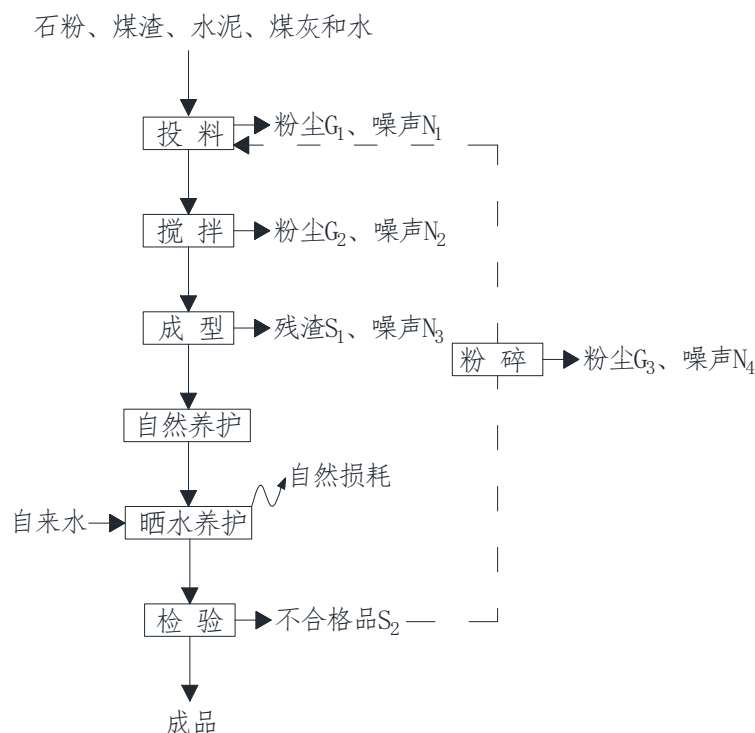 石粉、煤渣、水泥、煤灰和水
投 料
粉尘G₁、噪声N₁
搅 拌
粉尘G₂、噪声N₂
成 型
残渣S₁、噪声N₃
粉 碎
粉尘G₃、噪声N₄
自然养护
自然损耗
自来水
晒水养护
检 验
不合格品S₂
成品